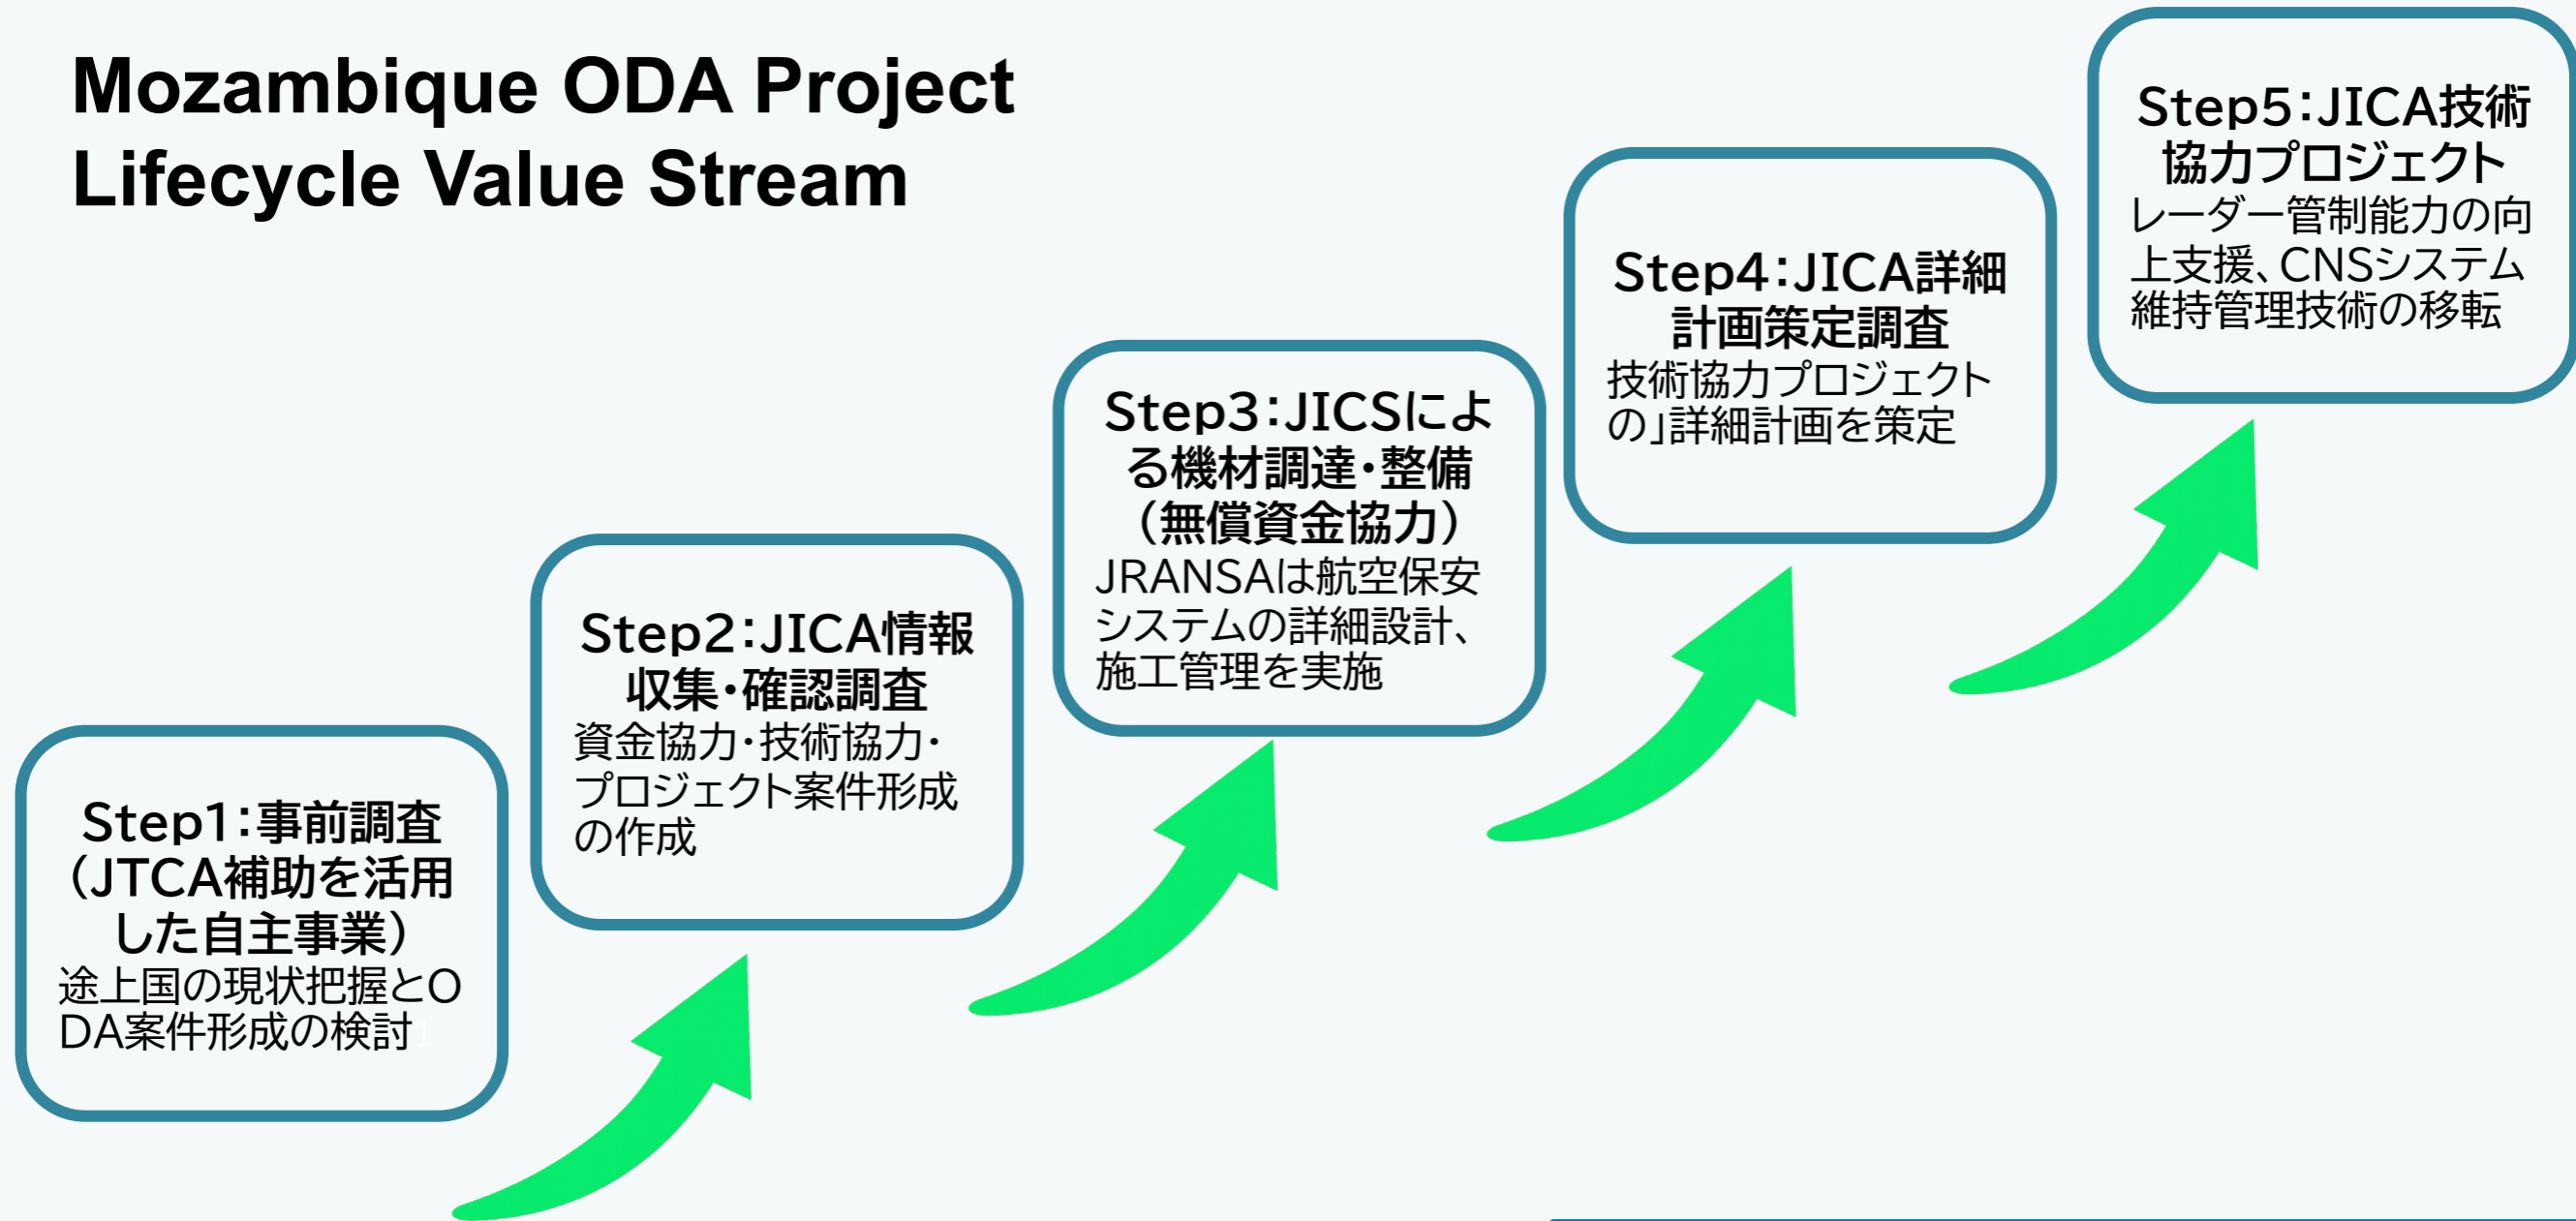 Mozambique ODA Project
Lifecycle Value Stream
Step1：事前調査
（JTCA補助を活用
した自主事業）
途上国の現状把握とO
DA案件形成の検討1
Step2：JICA情報
収集・確認調査
資金協力・技術協力・
プロジェクト案件形成
の作成
Step3：JICSによ
る機材調達・整備
（無償資金協力）
JRANSAは航空保安
システムの詳細設計、
施工管理を実施
Step4：JICA詳細
計画策定調査
技術協力プロジェクト
の」詳細計画を策定
Step5：JICA技術
協力プロジェクト
レーダー管制能力の向
上支援、CNSシステム
維持管理技術の移転